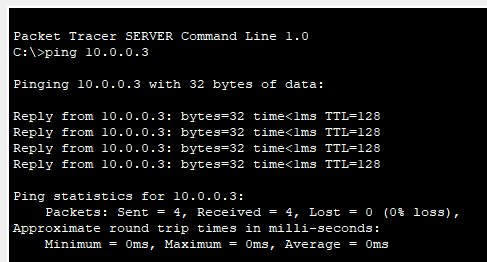 Packet Tracer SERVER Command Line 1.0
C:\>ping 10.0.0.3
Pinging 10.0.0.3 with 32 bytes of data:
Reply from 10.0.0.3: bytes=32 time<1ms TTL=128
Reply from 10.0.0.3: bytes=32 time<1ms TTL=128
Reply from 10.0.0.3: bytes=32 time<1ms TTL=128
Reply from 10.0.0.3: bytes=32 time<1ms TTL=128
Ping statistics for 10.0.0.3:
Packets: Sent = 4, Received = 4, Lost = 0 (0% loss),
Approximate round trip times in milli-seconds:
Minimum = 0ms, Maximum = 0ms, Average = 0ms